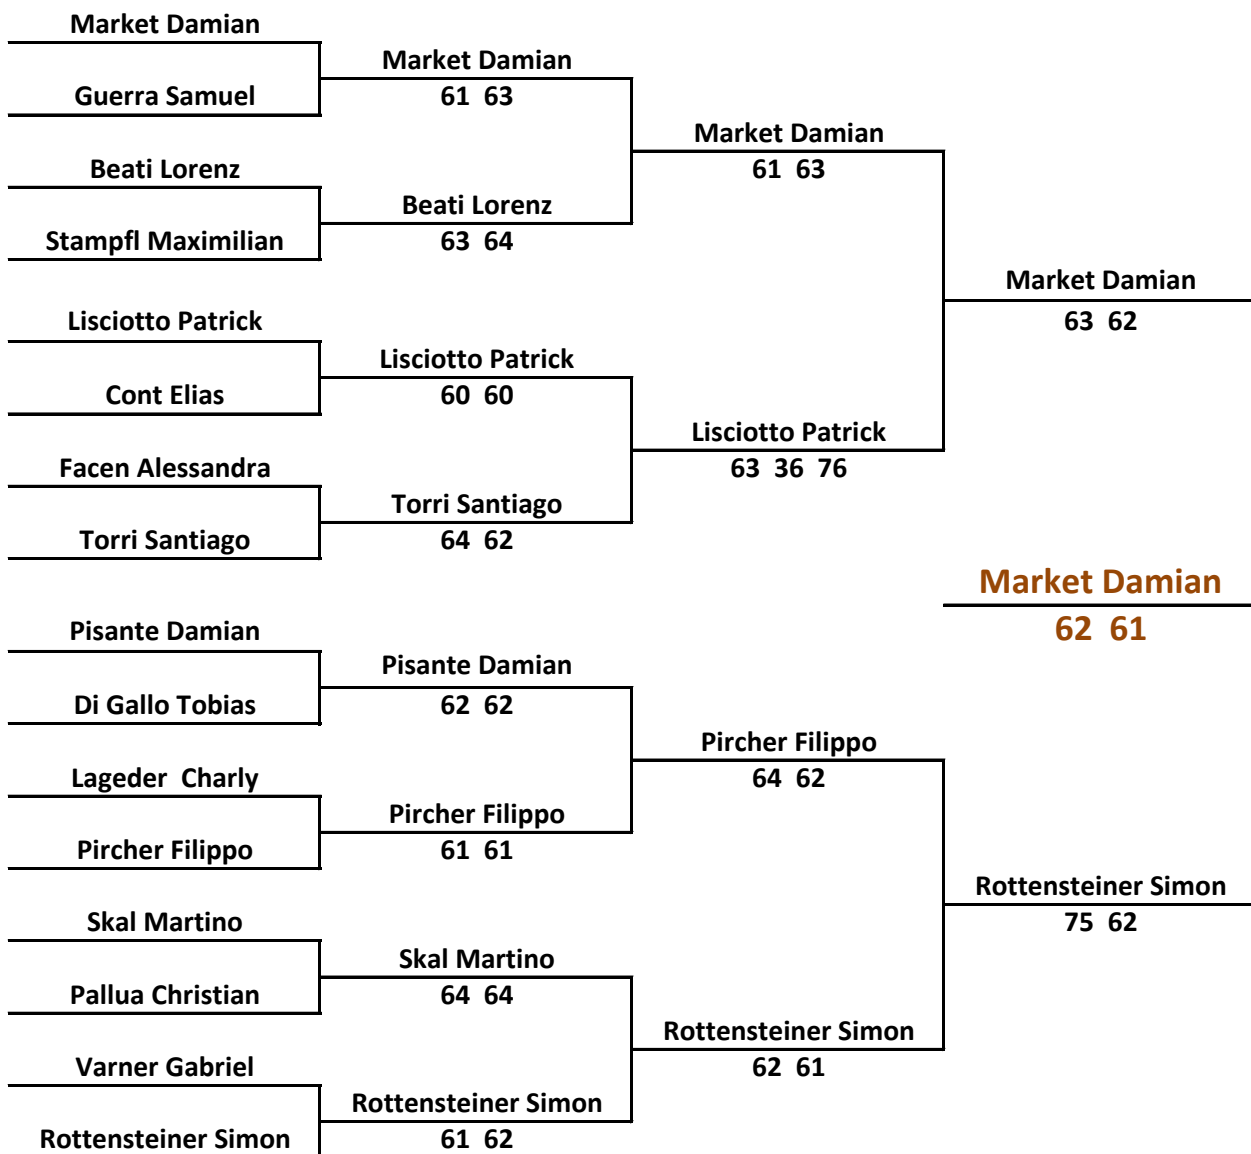 Market Damian
Guerra Samuel
Beati Lorenz
Stampfl Maximilian
Lisciotto Patrick
Cont Elias
Facen Alessandra
Torri Santiago
Pisante Damian
Di Gallo Tobias
Lageder  Charly
Pircher Filippo
Skal Martino
Pallua Christian
Varner Gabriel
Rottensteiner Simon
Market Damian
61  63
Beati Lorenz
63  64
Lisciotto Patrick
60  60
Torri Santiago
64  62
Pisante Damian
62  62
Pircher Filippo
61  61
Skal Martino
64  64
Rottensteiner Simon
61  62
Market Damian
61  63
Lisciotto Patrick
63  36  76
Pircher Filippo
64  62
Rottensteiner Simon
62  61
Market Damian
63  62
Market Damian
62  61
Rottensteiner Simon
75  62